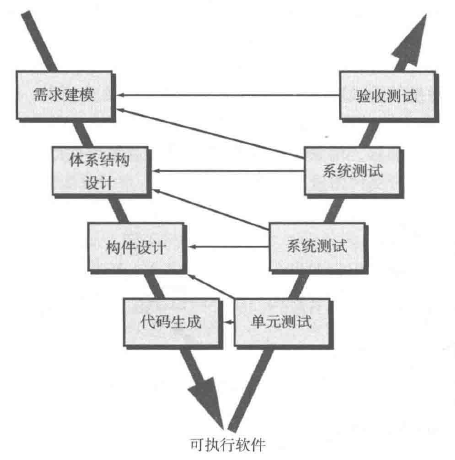 需求建模
验收测试
体系结构
设计
系统测试
构件设计
系统测试
代码生成
单元测试
可执行软件